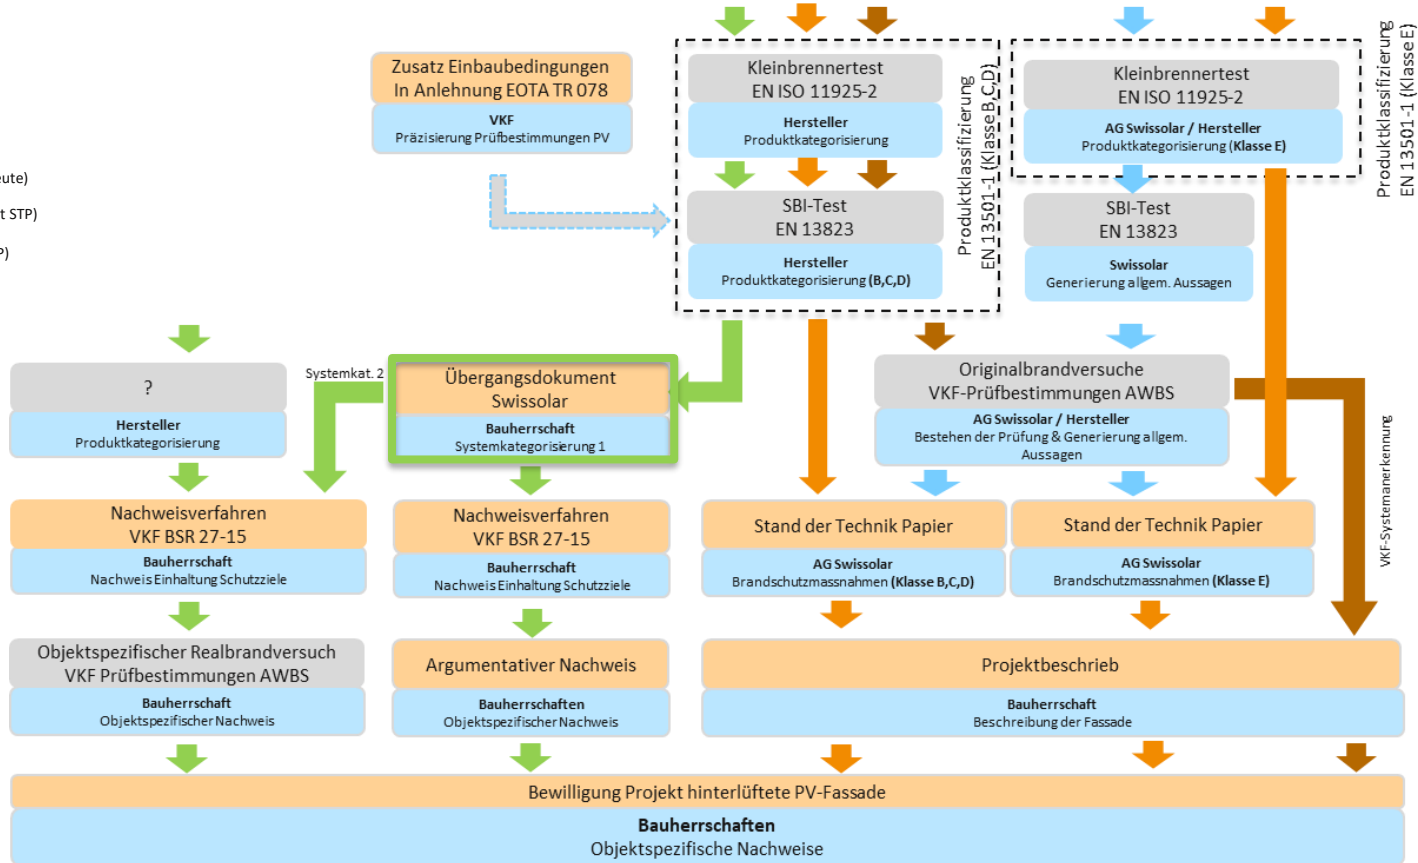 Zusatz Einbaubedingungen
In Anlehnung EOTA TR 078
VKF
Präzisierung Prüfbestimmungen PV
Kleinbrennertest
EN ISO 11925-2
Hersteller
Produktkategorisierung
SBI-Test
EN 13823
Hersteller
Produktkategorisierung (B,C,D)
Produktklassifizierung
EN 13501-1 (Klasse B,C,D)
Kleinbrennertest
EN ISO 11925-2
AG Swissolar / Hersteller
Produktkategorisierung (Klasse E)
Produktklassifizierung
EN 13501-1 (Klasse E)
SBI-Test
EN 13823
Swissolar
Generierung allgem. Aussagen
eute)
t STP)
P)
?
Hersteller
Produktkategorisierung
Systemkat. 2
Übergangsdokument
Swissolar
Bauherrschaft
Systemkategorisierung 1
Originalbrandversuche
VKF-Prüfbestimmungen AWBS
AG Swissolar / Hersteller
Bestehen der Prüfung & Generierung allgem.
Aussagen
VKF-Systemanerkennung
Nachweisverfahren
VKF BSR 27-15
Bauherrschaft
Nachweis Einhaltung Schutzziele
Nachweisverfahren
VKF BSR 27-15
Bauherrschaft
Nachweis Einhaltung Schutzziele
Stand der Technik Papier
AG Swissolar
Brandschutzmassnahmen (Klasse B,C,D)
Stand der Technik Papier
AG Swissolar
Brandschutzmassnahmen (Klasse E)
Objektspezifischer Realbrandversuch
VKF Prüfbestimmungen AWBS
Bauherrschaft
Objektspezifischer Nachweis
Argumentativer Nachweis
Bauherrschaften
Objektspezifischer Nachweis
Projektbeschrieb
Bauherrschaft
Beschreibung der Fassade
Bewilligung Projekt hinterlüftete PV-Fassade
Bauherrschaften
Objektspezifische Nachweise